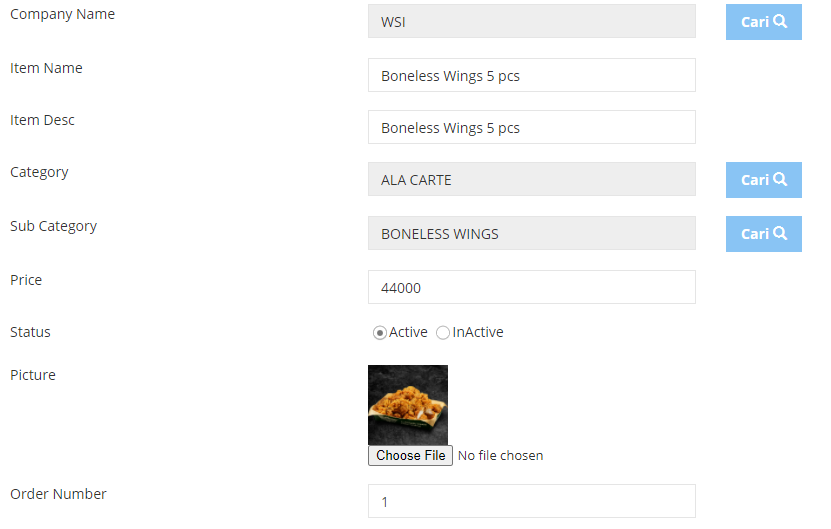 Company Name WSI Cari
Item Name Boneless Wings 5 pcs
Item Desc Boneless Wings 5 pcs
Category ALA CARTE Cari
Sub Category BONELESS WINGS Cari
Price 44000
Status Active InActive
Picture
Choose File No file chosen
Order Number 1